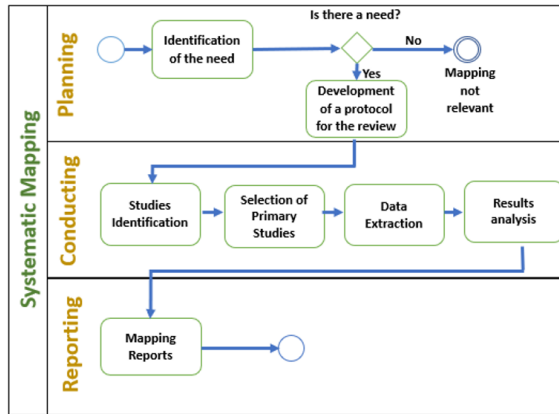 Systematic Mapping
Planning
Is there a need?
Identification
of the need
No
Yes
Mapping
not
relevant
Development
of a protocol
for the review
Conducting
Studies
Identification
Selection of
Primary
Studies
Data
Extraction
Results
analysis
Reporting
Mapping
Reports